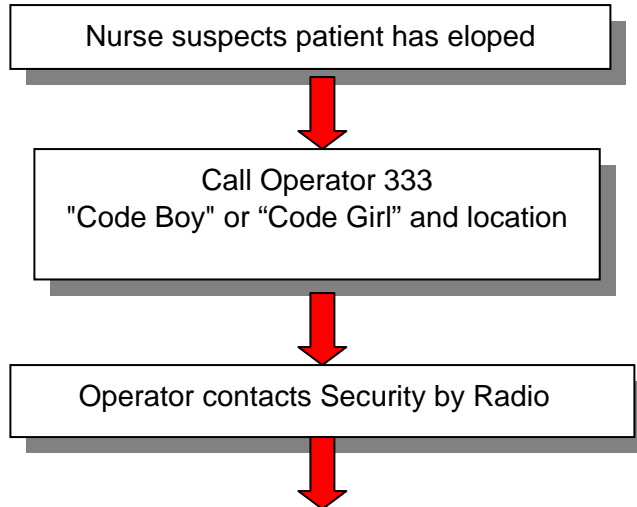 Nurse suspects patient has eloped
Call Operator 333
"Code Boy" or “Code Girl” and location
Operator contacts Security by Radio